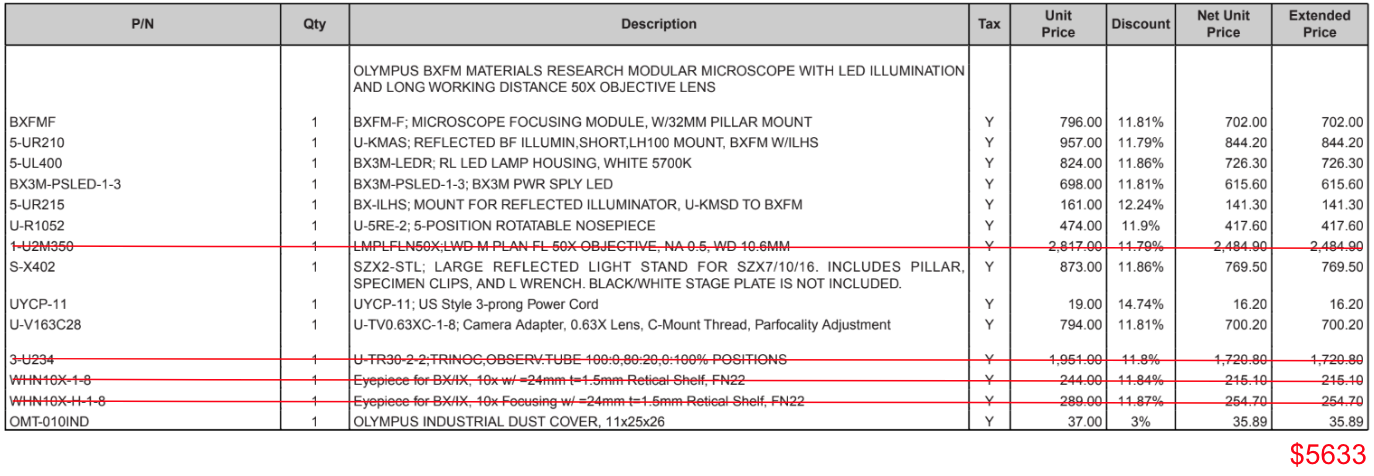 P/N Qty Description Tax Unit Price Discount Net Unit Price Extended Price
OLYMPUS BXFM MATERIALS RESEARCH MODULAR MICROSCOPE WITH LED ILLUMINATION
AND LONG WORKING DISTANCE 50X OBJECTIVE LENS
BXFMF 1 BXFM-F; MICROSCOPE FOCUSING MODULE, W/32MM PILLAR MOUNT Y 796.00 11.81% 702.00 702.00
5-UR210 1 U-KMAS; REFLECTED BF ILLUMIN,SHORT,LH100 MOUNT, BXFM W/ILHS Y 957.00 11.79% 844.20 844.20
5-UL400 1 BX3M-LEDR; RL LED LAMP HOUSING, WHITE 5700K Y 824.00 11.86% 726.30 726.30
BX3M-PSLED-1-3 1 BX3M-PSLED-1-3; BX3M PWR SPLY LED Y 698.00 11.81% 615.60 615.60
5-UR215 1 BX-ILHS; MOUNT FOR REFLECTED ILLUMINATOR, U-KMSD TO BXFM Y 161.00 12.24% 141.30 141.30
U-R1052 1 U-5RE-2; 5-POSITION ROTATABLE NOSEPIECE Y 474.00 11.9% 417.60 417.60
1-U2M350 1 LMPLFLN50X;LWD M PLAN FL 50X OBJECTIVE, NA 0.5, WD 10.6MM Y 2,817.00 11.79% 2,484.90 2,484.90
S-X402 1 SZX2-STL; LARGE REFLECTED LIGHT STAND FOR SZX7/10/16. INCLUDES PILLAR, Y 873.00 11.86% 769.50 769.50
SPECIMEN CLIPS, AND L WRENCH. BLACK/WHITE STAGE PLATE IS NOT INCLUDED.
UYCP-11 1 UYCP-11; US Style 3-prong Power Cord Y 19.00 14.74% 16.20 16.20
U-V163C28 1 U-TV0.63XC-1-8; Camera Adapter, 0.63X Lens, C-Mount Thread, Parfocality Adjustment Y 794.00 11.81% 700.20 700.20
3-U234 1 U-TR30-2-2;TRINOC,OBSERV.TUBE 100:0,80:20,0:100% POSITIONS Y 1,951.00 11.8% 1,720.80 1,720.80
WHN10X-1-8 1 Eyepiece for BX/IX, 10x w/ =24mm t=1.5mm Retical Shelf, FN22 Y 244.00 11.84% 215.10 215.10
WHN10X-H-1-8 1 Eyepiece for BX/IX, 10x Focusing w/ =24mm t=1.5mm Retical Shelf, FN22 Y 289.00 11.87% 254.70 254.70
OMT-010IND 1 OLYMPUS INDUSTRIAL DUST COVER, 11x25x26 Y 37.00 3% 35.89 35.89
$5633